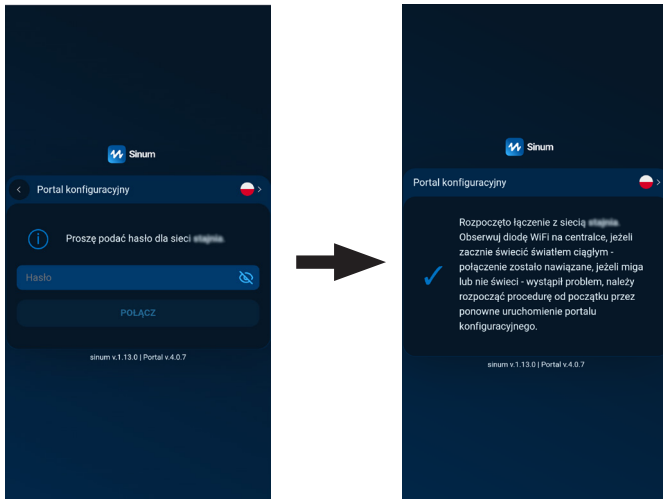 Sinum
Portal konfiguracyjny
Proszę podać hasło dla sieci
Hasło
POŁĄCZ
sinum v.1.13.0 | Portal v.4.0.7
Sinum
Portal konfiguracyjny
Rozpoczęto łączenie z siecią
Obserwuj diodę WiFi na centralce, jeżeli
zacznie świecić światłem ciągłym -
połączenie zostało nawiązane, jeżeli miga
lub nie świeci - wystąpił problem, należy
rozpocząć procedurę od początku przez
ponowne uruchomienie portalu
konfiguracyjnego.
sinum v.1.13.0 | Portal v.4.0.7